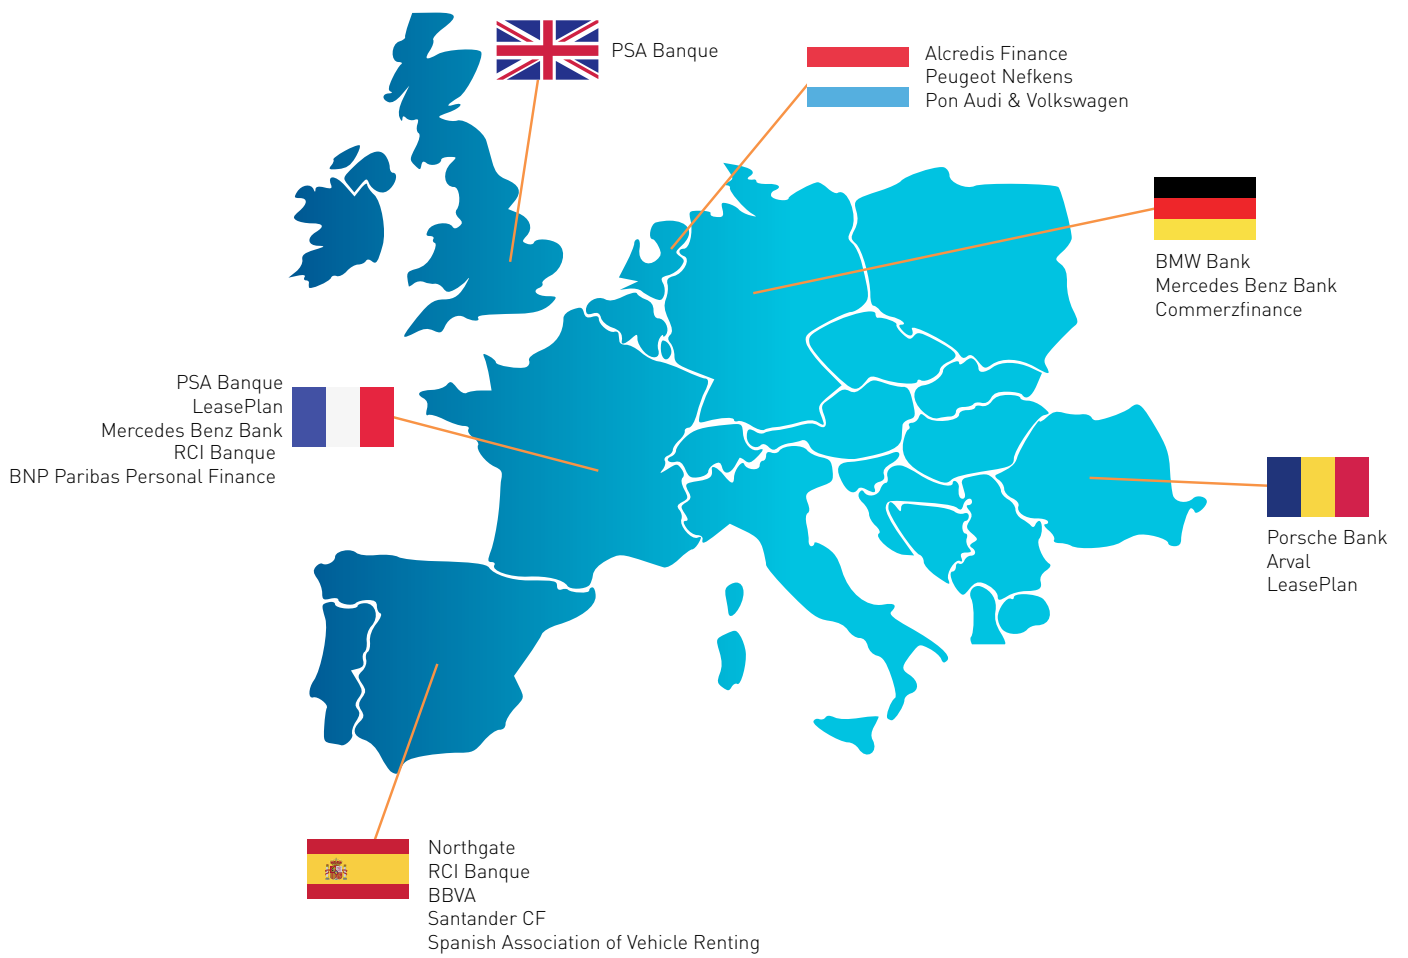 PSA Banque
Alcredis Finance
Peugeot Nefkens
Pon Audi & Volkswagen
BMW Bank
Mercedes Benz Bank
Commerzfinance
PSA Banque
LeasePlan
Mercedes Benz Bank
RCI Banque
BNP Paribas Personal Finance
Porsche Bank
Arval
LeasePlan
Northgate
RCI Banque
BBVA
Santander CF
Spanish Association of Vehicle Renting